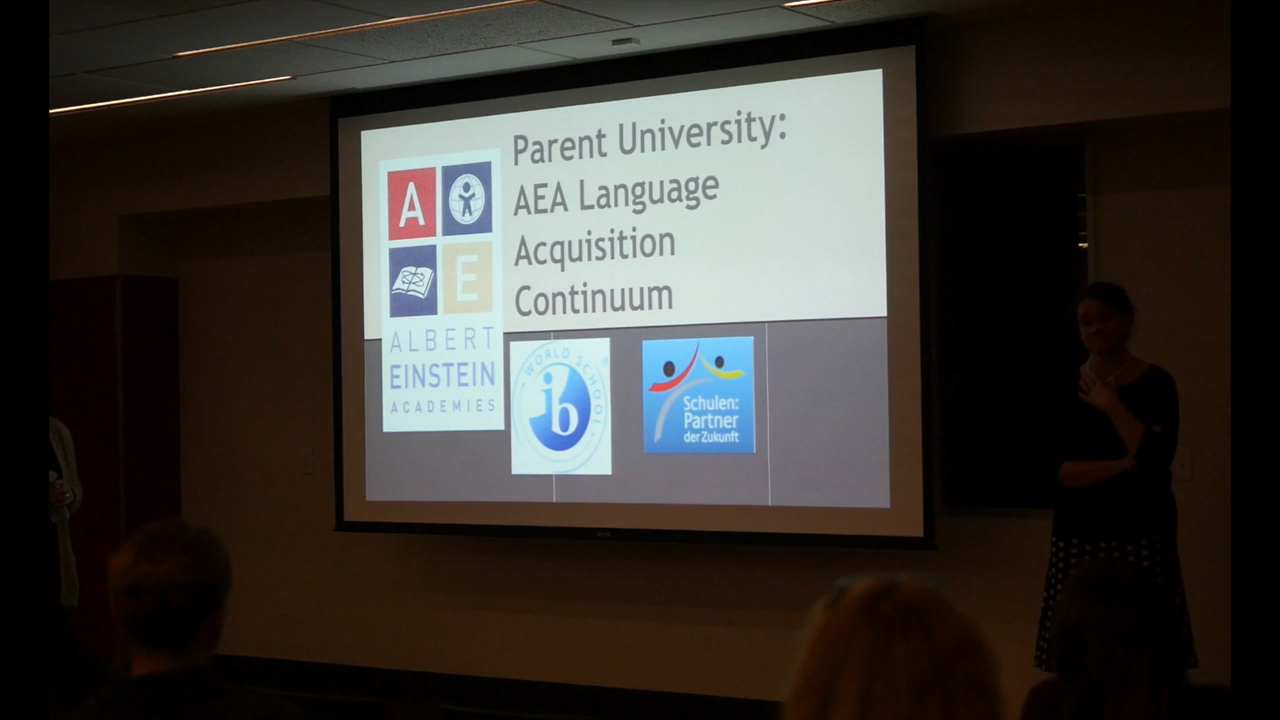 Parent University:
AEA Language
Acquisition
Continuum
A
E
ALBERT
EINSTEIN
ACADEMIES
WORLD SCHOOL
®
ib
Schulen:
Partner
der Zukunft